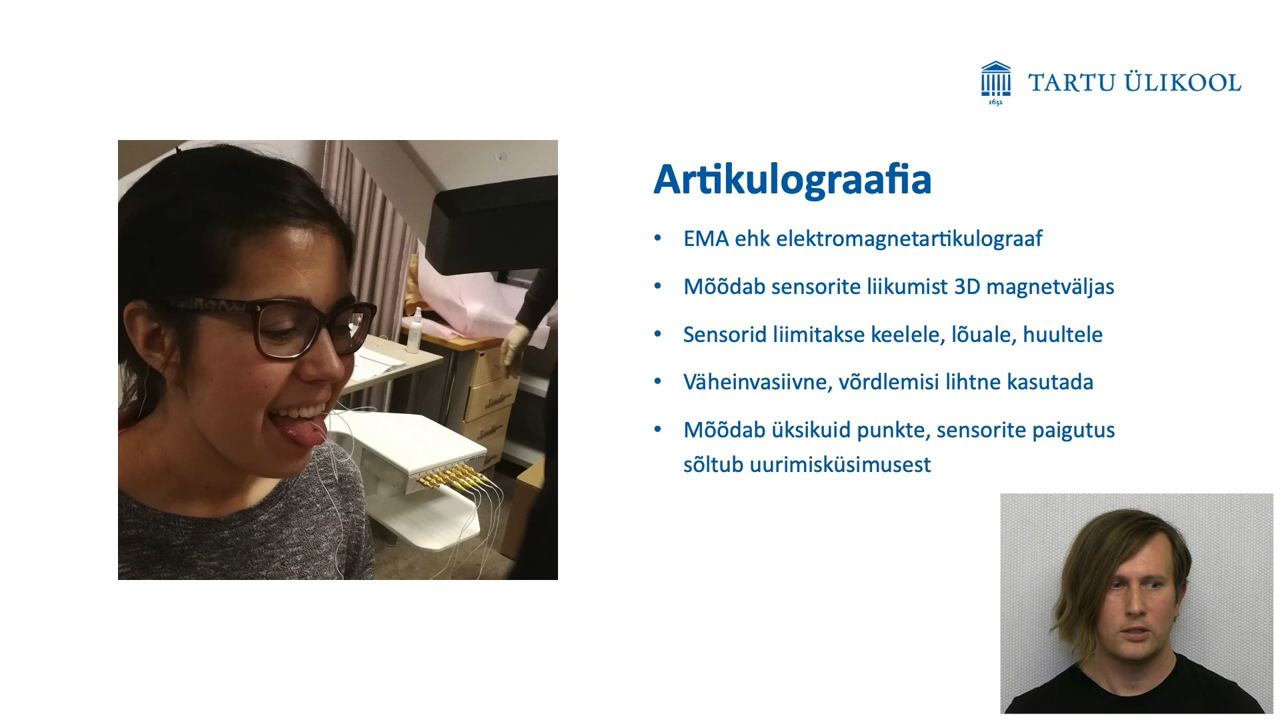 1632 TARTU ÜLIKOOL
Artikulograafia
• EMA ehk elektromagnetartikulograaf
• Mõõdab sensorite liikumist 3D magnetväljas
• Sensorid liimitakse keelele, lõuale, huultele
• Väheinvasiivne, võrdlemisi lihtne kasutada
• Mõõdab üksikuid punkte, sensorite paigutus
sõltub uurimisküsimusest